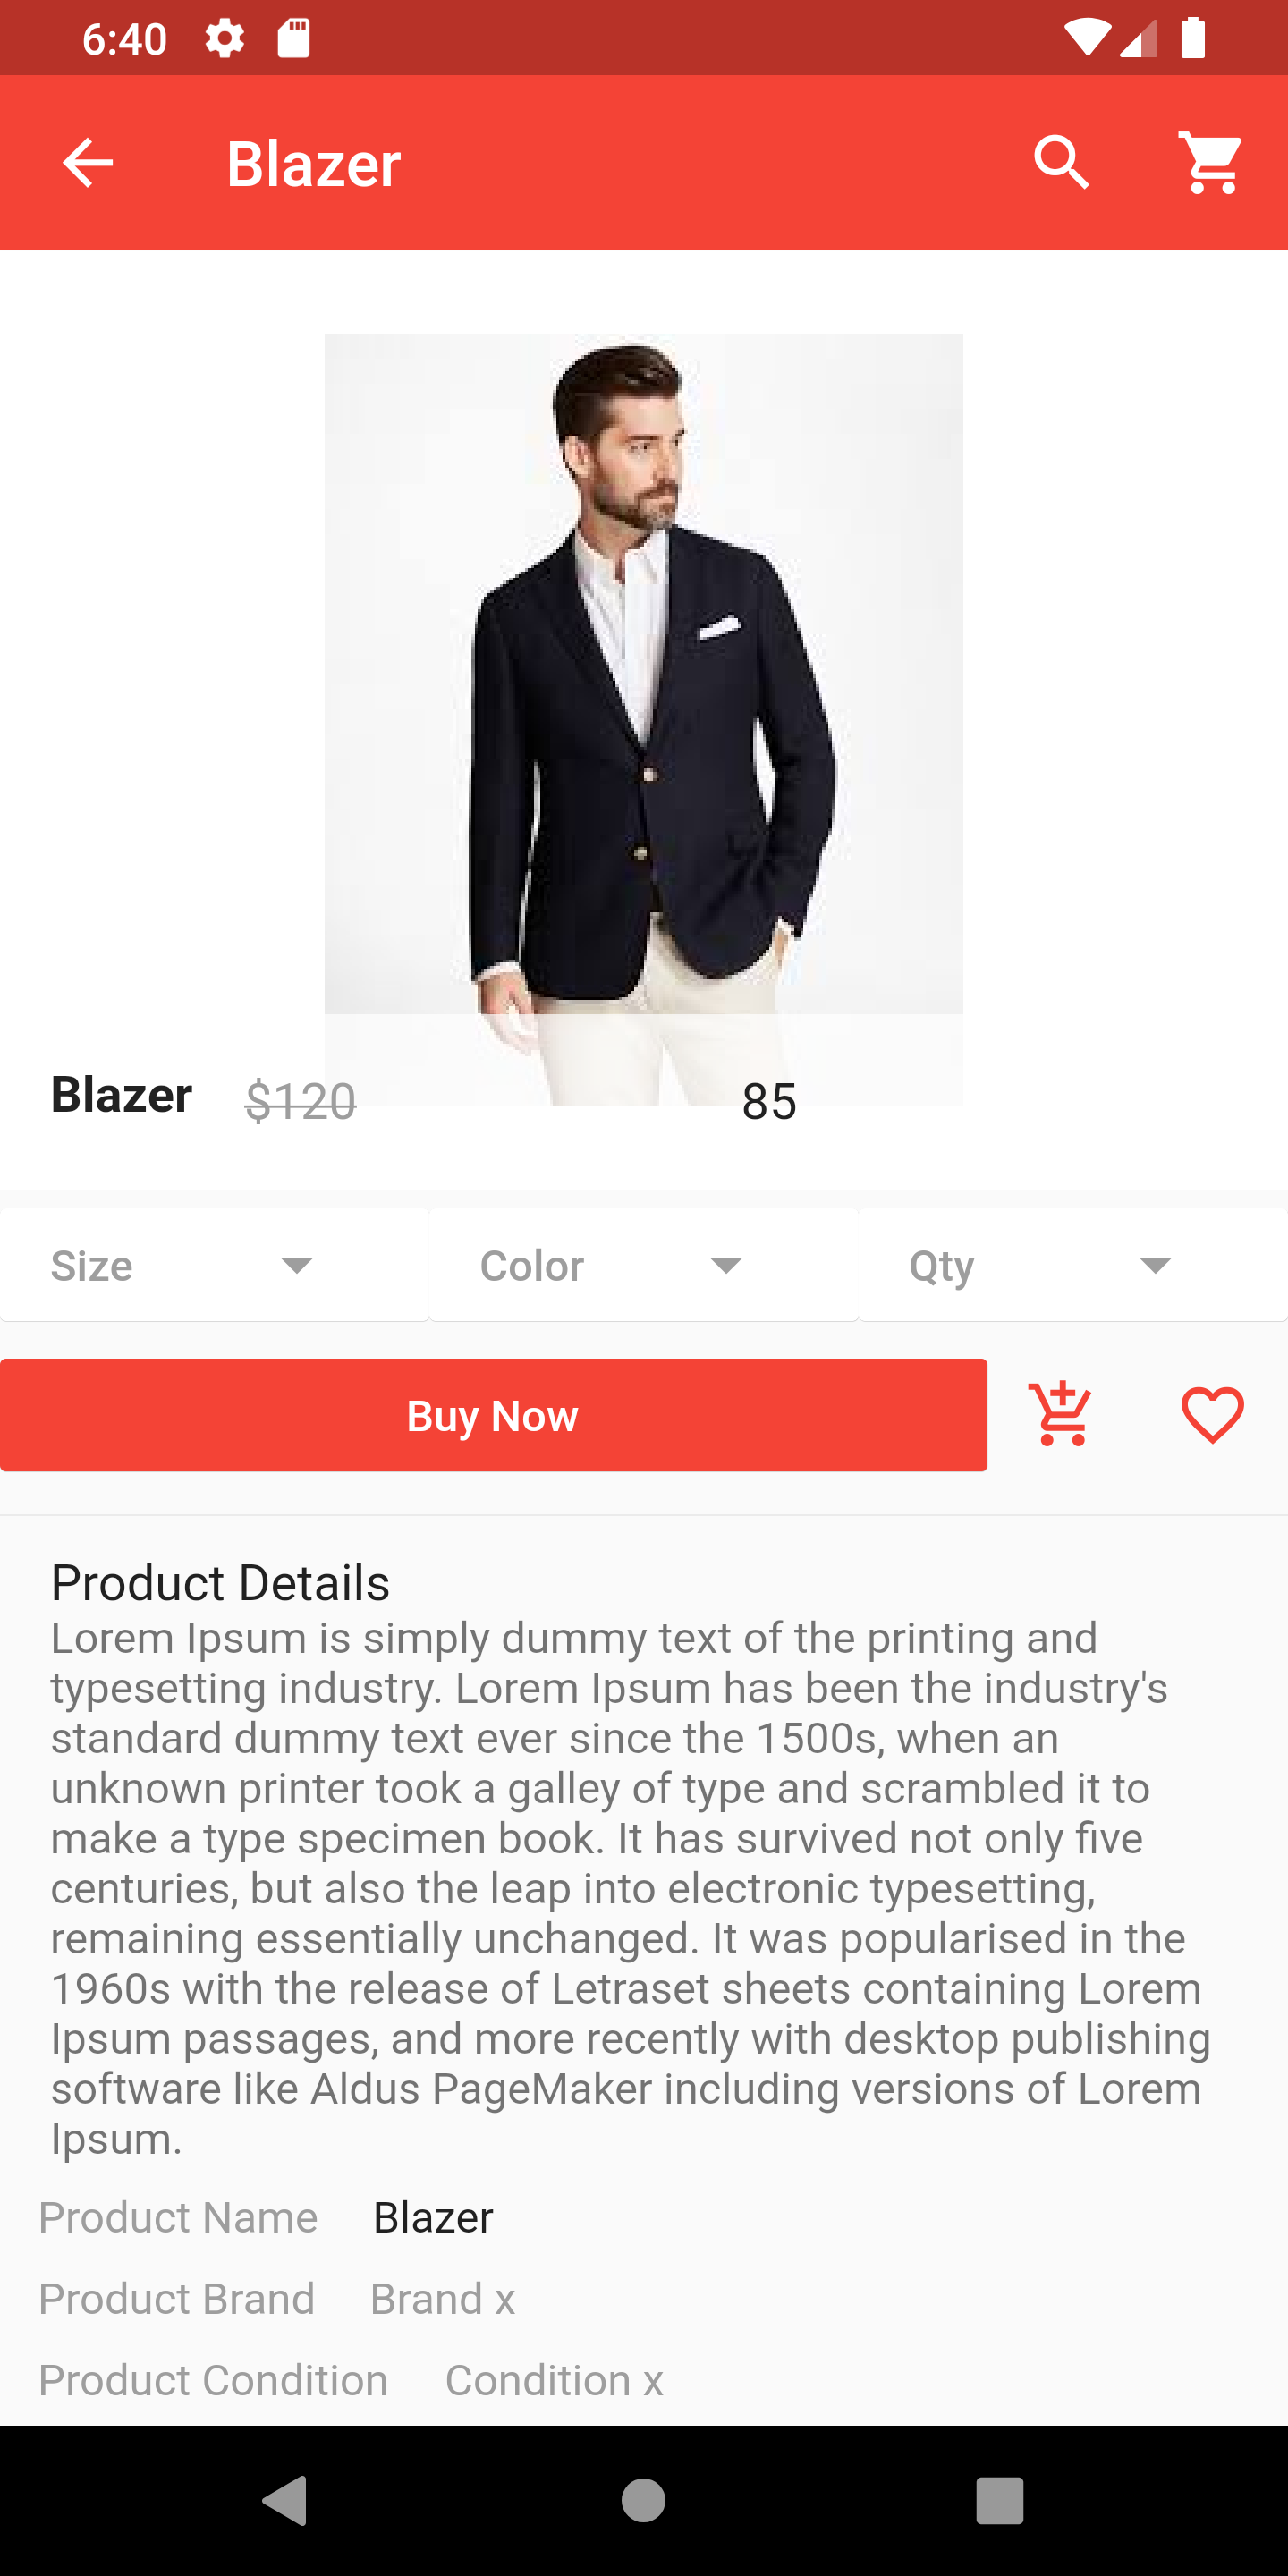 6:40
Blazer
Blazer $120 85
Size Color Qty
Buy Now
Product Details
Lorem Ipsum is simply dummy text of the printing and
typesetting industry. Lorem Ipsum has been the industry's
standard dummy text ever since the 1500s, when an
unknown printer took a galley of type and scrambled it to
make a type specimen book. It has survived not only five
centuries, but also the leap into electronic typesetting,
remaining essentially unchanged. It was popularised in the
1960s with the release of Letraset sheets containing Lorem
Ipsum passages, and more recently with desktop publishing
software like Aldus PageMaker including versions of Lorem
Ipsum.
Product Name Blazer
Product Brand Brand x
Product Condition Condition x